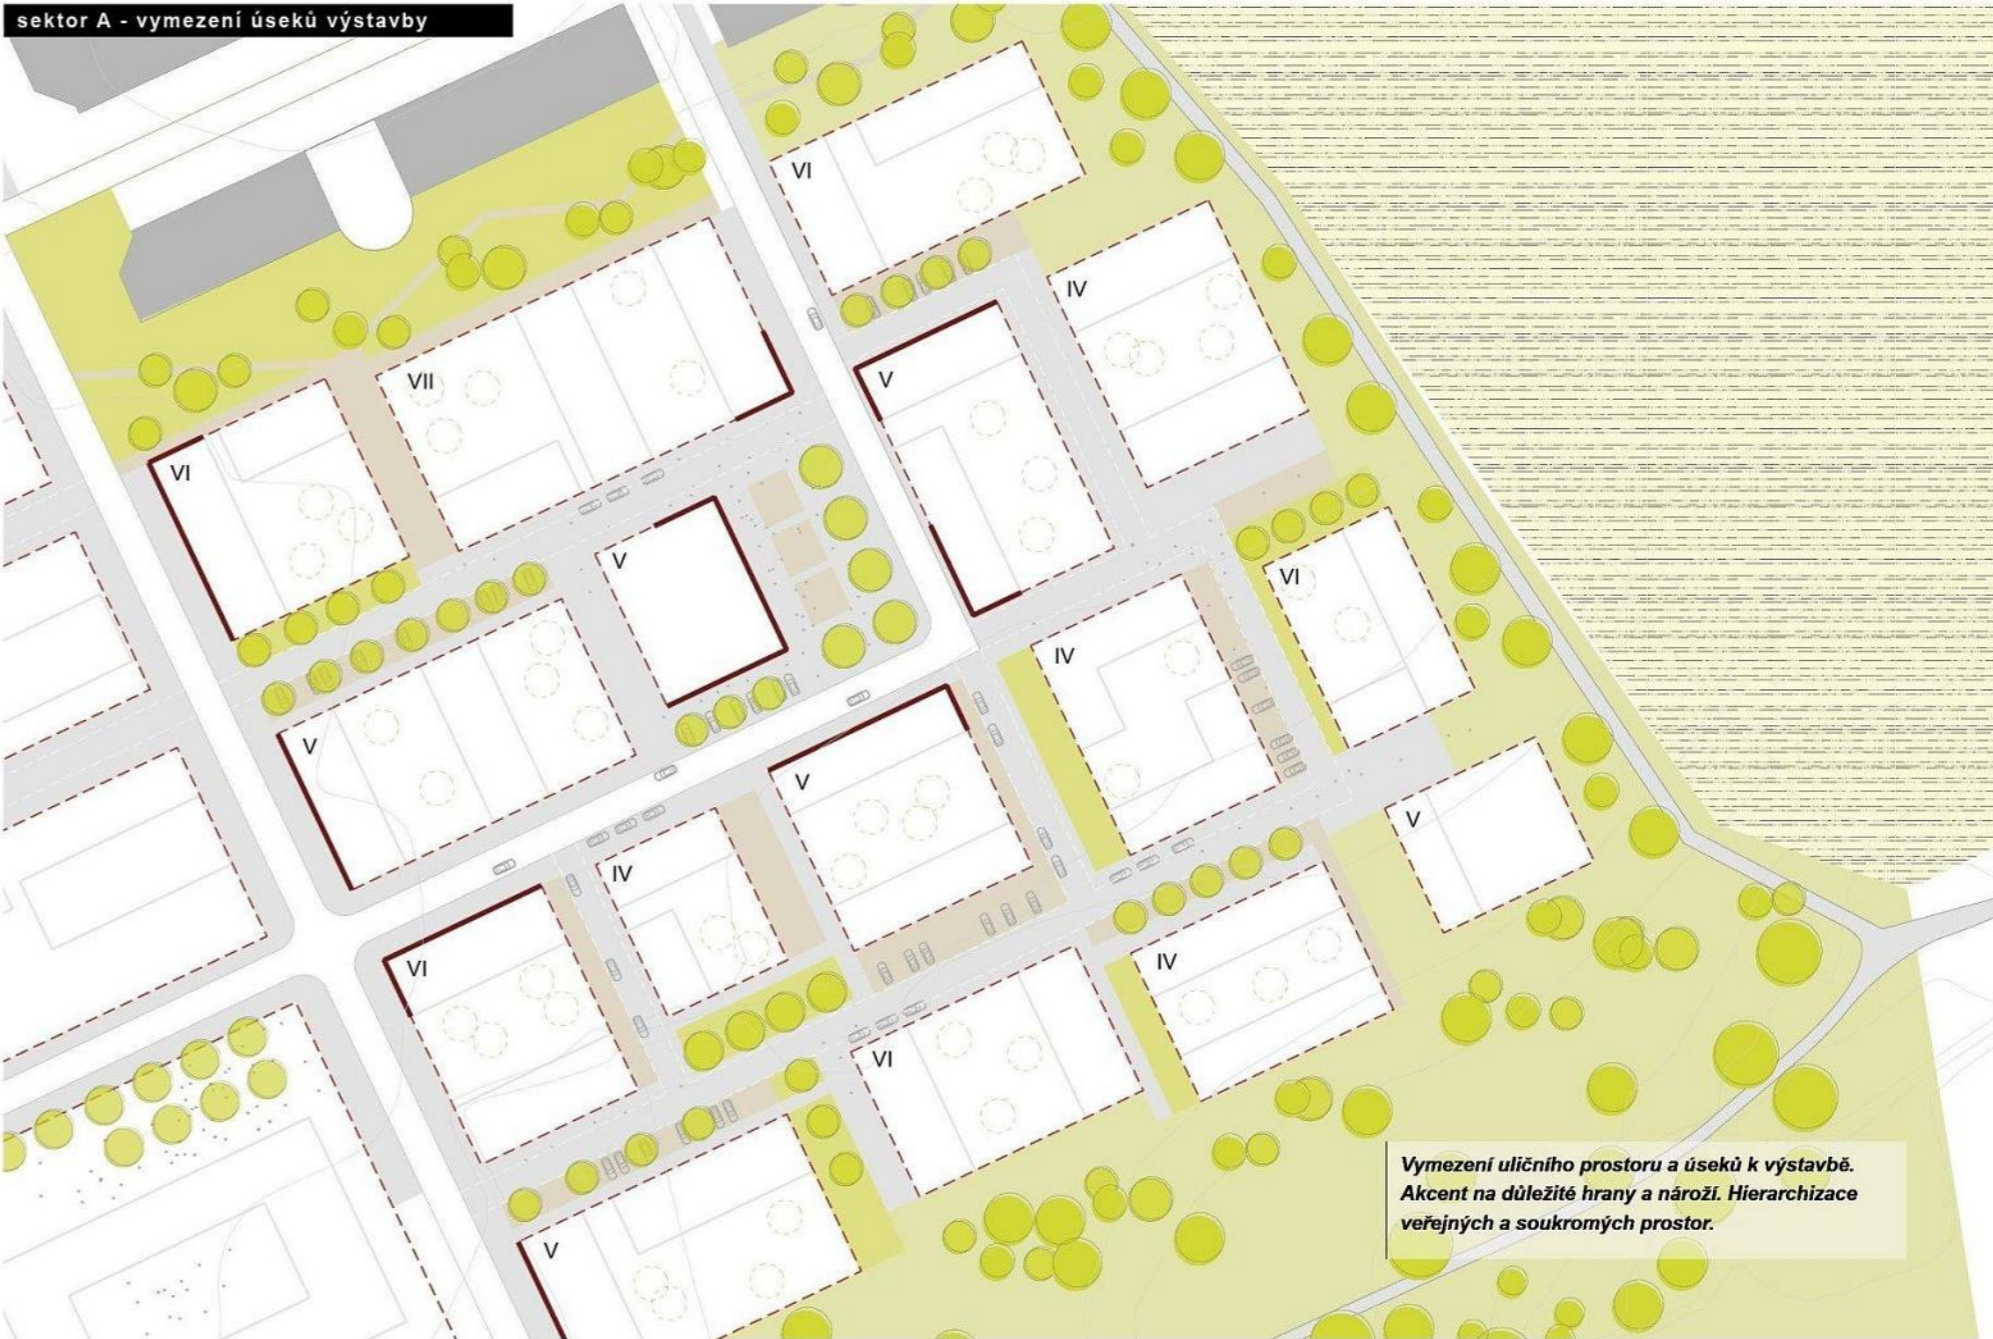 sektor A - vymezení úseků výstavby
VI
IV
VII
V
VI
V
VI
IV
V
V
V
IV
VI
IV
VI
V
Vymezení uličního prostoru a úseků k výstavbě.
Akcent na důležité hrany a nároží. Hierarchizace
veřejných a soukromých prostor.